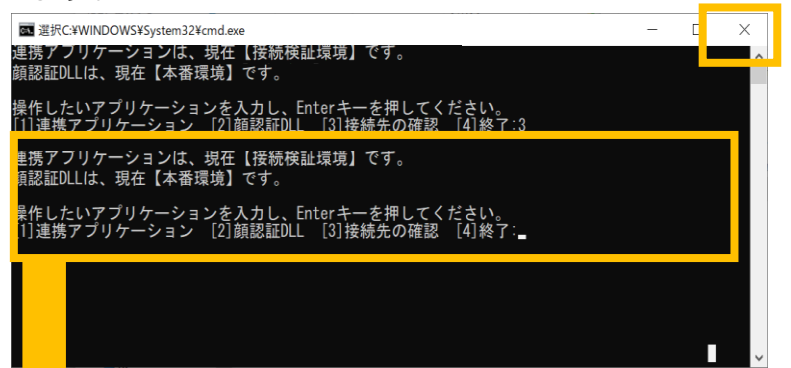 選択C:¥WINDOWS¥System32¥cmd.exe
連携アプリケーションは、現在【接続検証環境】です。
顔認証DLLは、現在【本番環境】です。
操作したいアプリケーションを入力し、Enterキーを押してください。
[1]連携アプリケーション [2]顔認証DLL [3]接続先の確認 [4]終了:3
連携アプリケーションは、現在【接続検証環境】です。
顔認証DLLは、現在【本番環境】です。
操作したいアプリケーションを入力し、Enterキーを押してください。
[1]連携アプリケーション [2]顔認証DLL [3]接続先の確認 [4]終了: